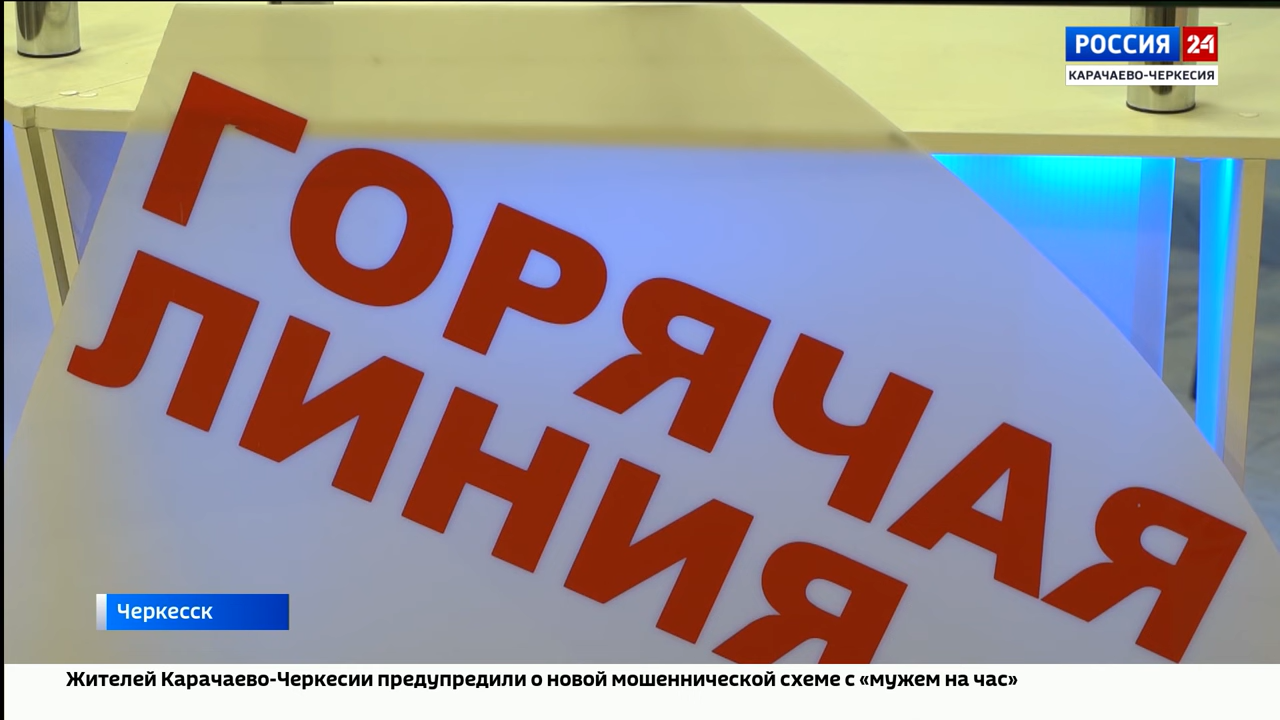 РОССИЯ 24
КАРАЧАЕВО-ЧЕРКЕСИЯ
ГОРЯЧАЯ
ЛИНИЯ
Черкесск
Жителей Карачаево-Черкесии предупредили о новой мошеннической схеме с «мужем на час»